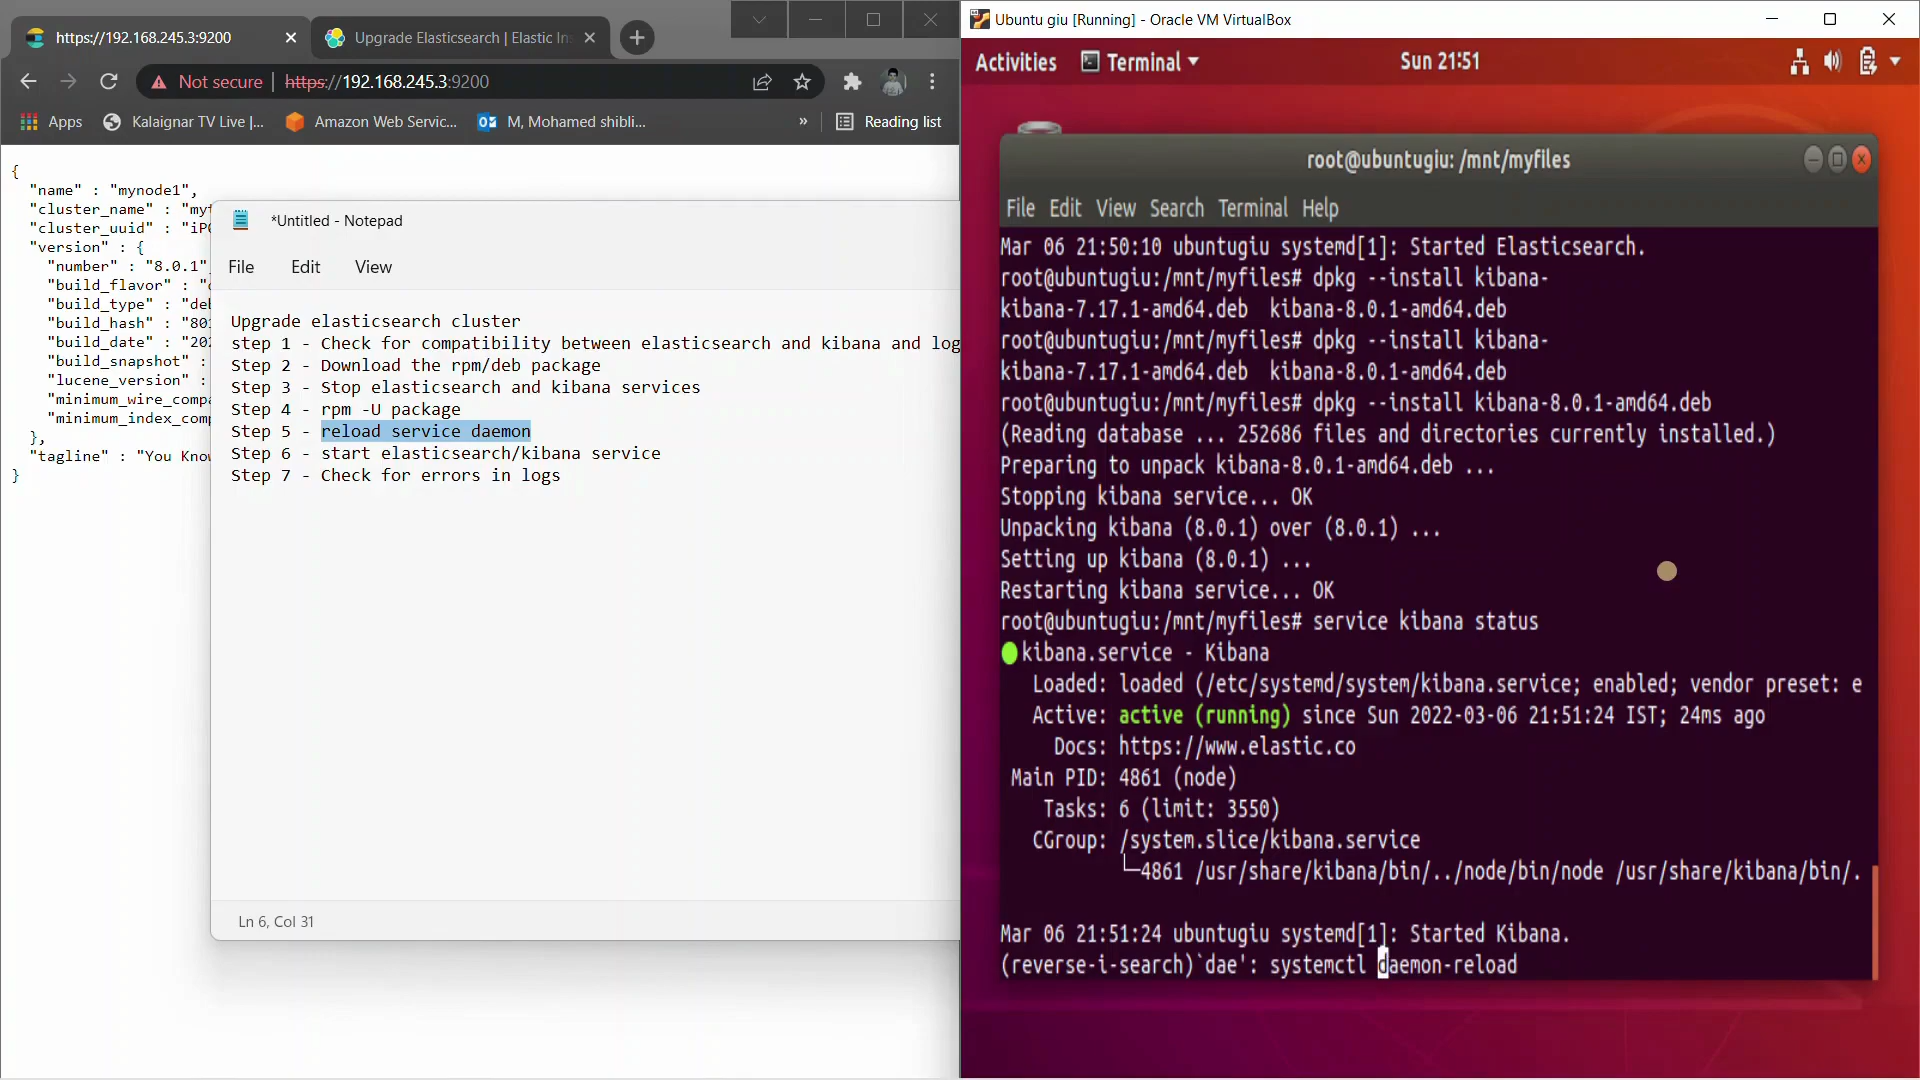 https://192.168.245.3:9200
Upgrade Elasticsearch | Elastic In
Not secure | https://192.168.245.3:9200
Apps
Kalaignar TV Live |...
Amazon Web Servic...
M, Mohamed shibli...
»
Reading list
{
"name" : "mynode1",
"cluster_name" : "my
"cluster_uuid" : "iP
"version" : {
"number" : "8.0.1"
"build_flavor" : "
"build_type" : "de
"build_hash" : "80
"build_date" : "202
"build_snapshot" :
"lucene_version" :
"minimum_wire_compa
"minimum_index_comp
},
"tagline" : "You Kno
}
*Untitled - Notepad
File Edit View
Upgrade elasticsearch cluster
step 1 - Check for compatibility between elasticsearch and kibana and log
Step 2 - Download the rpm/deb package
Step 3 - Stop elasticsearch and kibana services
Step 4 - rpm -U package
Step 5 - reload service daemon
Step 6 - start elasticsearch/kibana service
Step 7 - Check for errors in logs
Ln 6, Col 31
Ubuntu giu [Running] - Oracle VM VirtualBox
Activities
Terminal
Sun 21:51
root@ubuntugiu: /mnt/myfiles
File Edit View Search Terminal Help
Mar 06 21:50:10 ubuntugiu systemd[1]: Started Elasticsearch.
root@ubuntugiu:/mnt/myfiles# dpkg --install kibana-
kibana-7.17.1-amd64.deb kibana-8.0.1-amd64.deb
root@ubuntugiu:/mnt/myfiles# dpkg --install kibana-
kibana-7.17.1-amd64.deb kibana-8.0.1-amd64.deb
root@ubuntugiu:/mnt/myfiles# dpkg --install kibana-8.0.1-amd64.deb
(Reading database ... 252686 files and directories currently installed.)
Preparing to unpack kibana-8.0.1-amd64.deb ...
Stopping kibana service... OK
Unpacking kibana (8.0.1) over (8.0.1) ...
Setting up kibana (8.0.1) ...
Restarting kibana service... OK
root@ubuntugiu:/mnt/myfiles# service kibana status
kibana.service - Kibana
Loaded: loaded (/etc/systemd/system/kibana.service; enabled; vendor preset: e
Active: active (running) since Sun 2022-03-06 21:51:24 IST; 24ms ago
Docs: https://www.elastic.co
Main PID: 4861 (node)
Tasks: 6 (limit: 3550)
CGroup: /system.slice/kibana.service
└─4861 /usr/share/kibana/bin/../node/bin/node /usr/share/kibana/bin/.
Mar 06 21:51:24 ubuntugiu systemd[1]: Started Kibana.
(reverse-i-search)`dae': systemctl daemon-reload